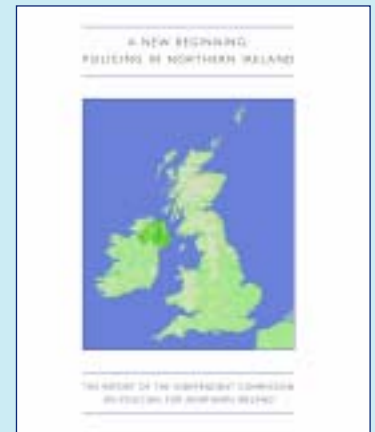 A NEW BEGINNING:
POLICING IN NORTHERN IRELAND
THE REPORT OF THE INDEPENDENT COMMISSION
ON POLICING FOR NORTHERN IRELAND